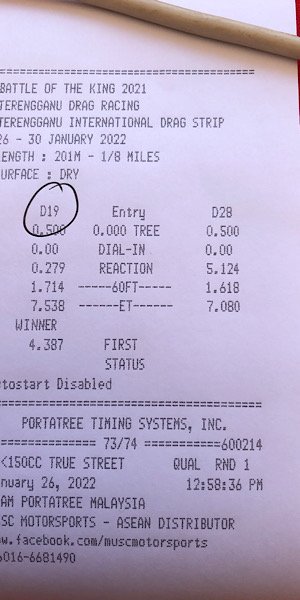 ===================================
BATTLE OF THE KING 2021
TERENGGANU DRAG RACING
TERENGGANU INTERNATIONAL DRAG STRIP
26 - 30 JANUARY 2022
LENGTH : 201M - 1/8 MILES
SURFACE : DRY
D19 Entry D28
0.500 0.000 TREE 0.500
0.00 DIAL-IN 0.00
0.279 REACTION 5.124
1.714 -----60FT----- 1.618
7.538 ------ET------ 7.080
WINNER
4.387 FIRST
STATUS
tostart Disabled
===================================
PORTATREE TIMING SYSTEMS, INC.
============= 73/74 ===========600214
<150CC TRUE STREET QUAL RND 1
nuary 26, 2022 12:58:36 PM
AM PORTATREE MALAYSIA
SC MOTORSPORTS - ASEAN DISTRIBUTOR
w.facebook.com/muscmotorsports
6016-6681490